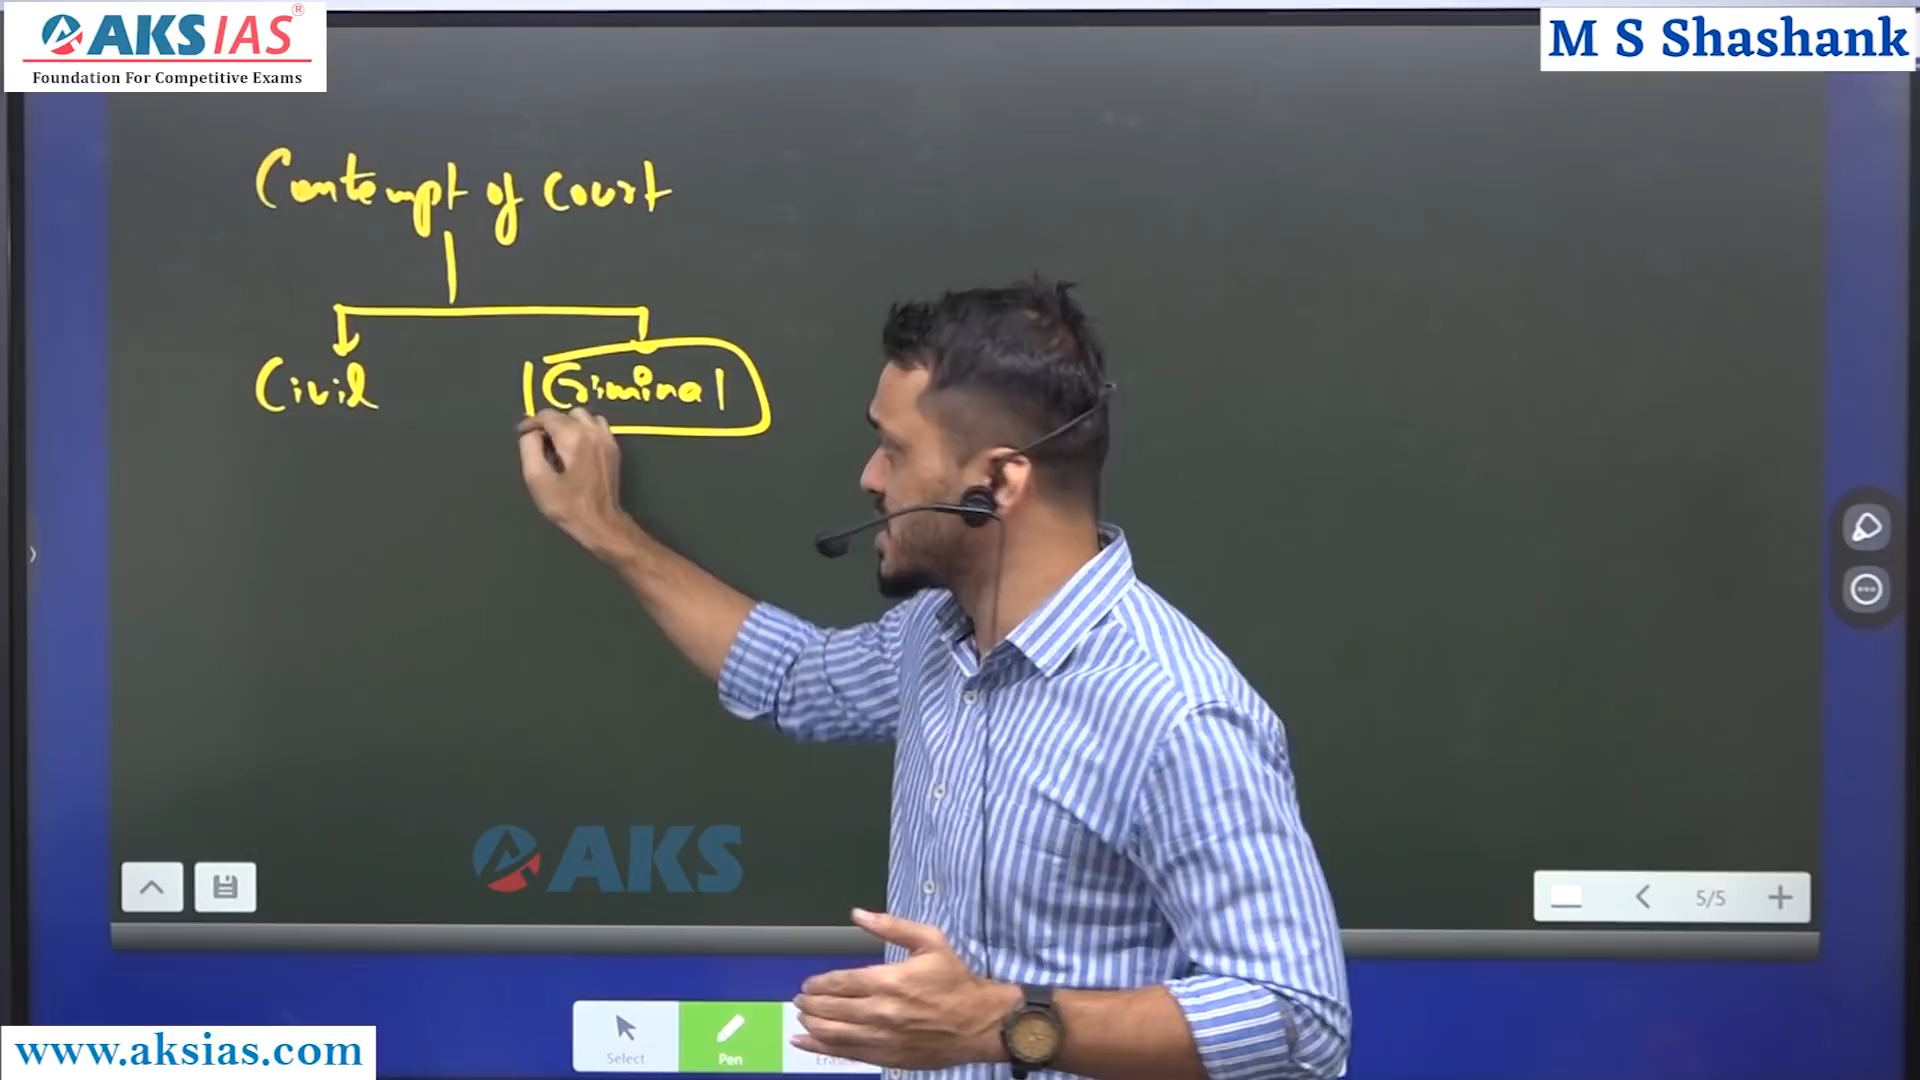 AKS IAS®
Foundation For Competitive Exams
M S Shashank
Contempt of Court
Civil
Criminal
AKS
5/5
Select
Pen
www.aksias.com